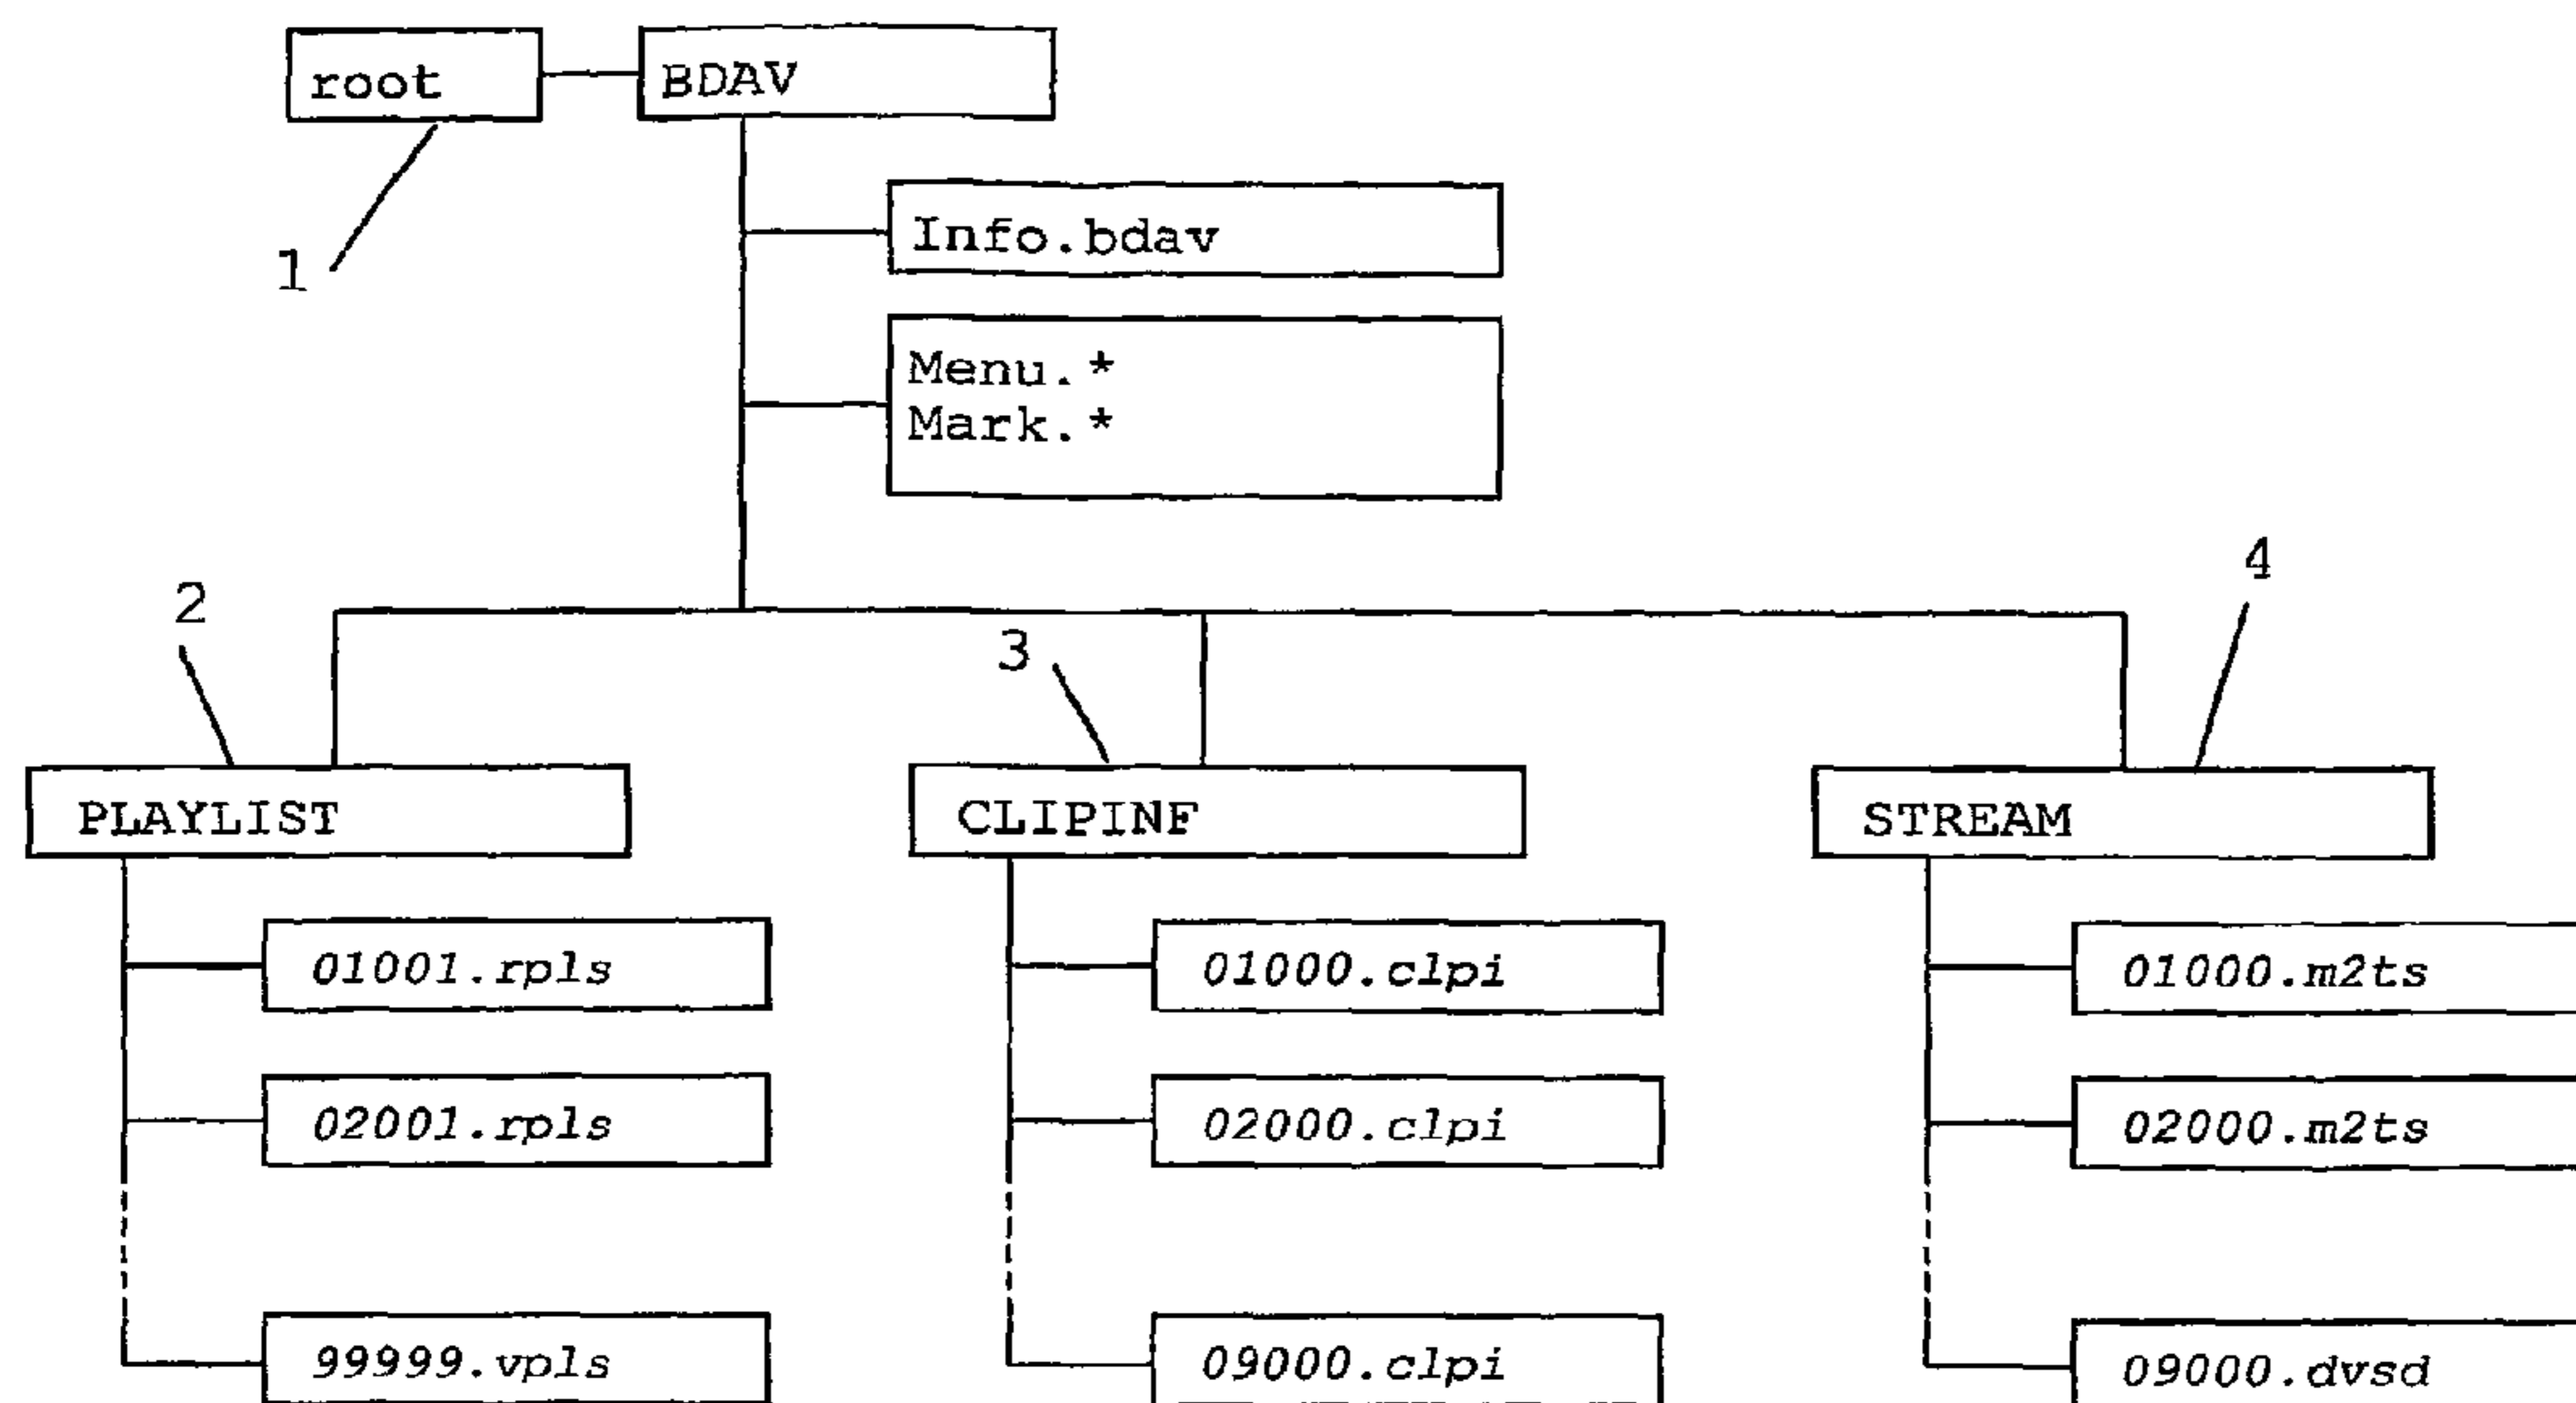 root
BDAV
1
Info.bdav
Menu.*
Mark.*
2
3
4
PLAYLIST
CLIPINF
STREAM
01001.rpls
01000.clpi
01000.m2ts
02001.rpls
02000.clpi
02000.m2ts
99999.vpls
09000.clpi
09000.dvsd